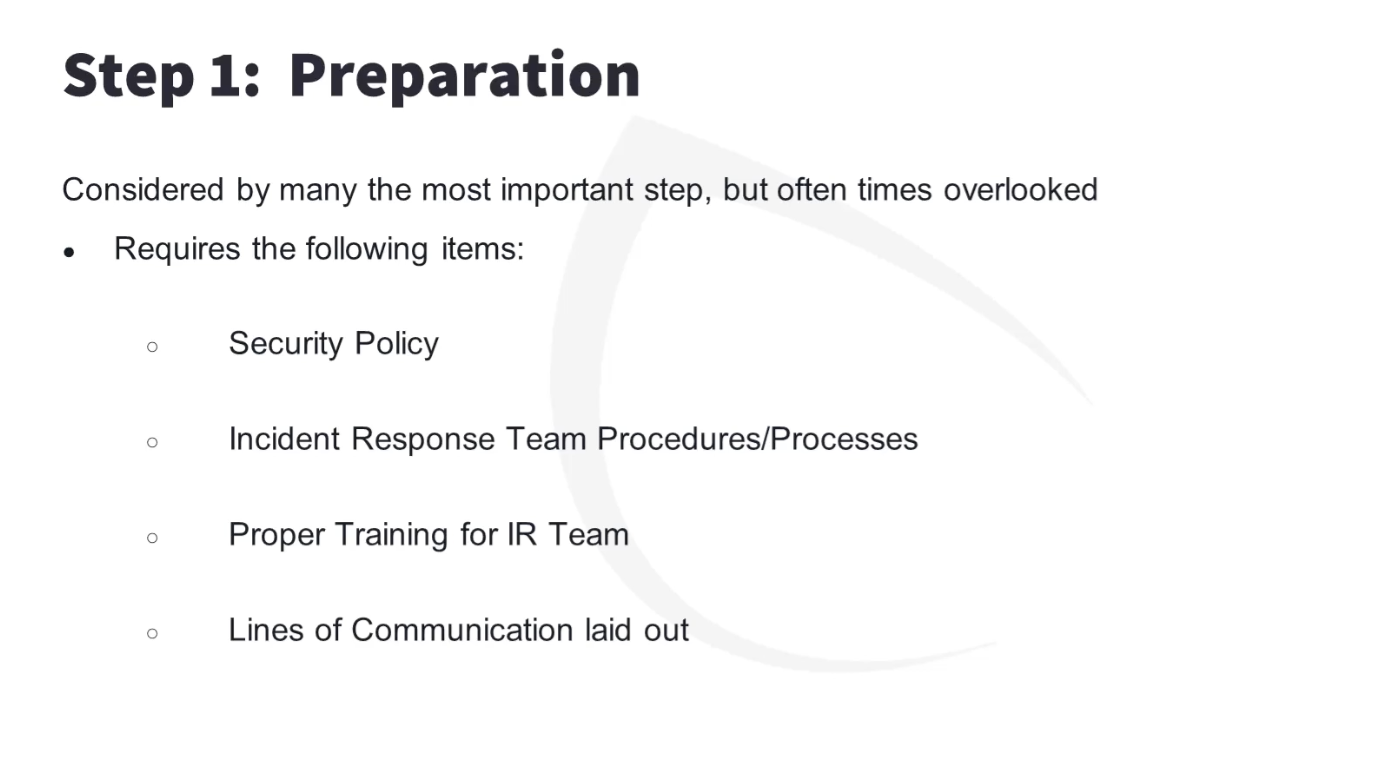 Step 1: Preparation
Considered by many the most important step, but often times overlooked
● Requires the following items:
○ Security Policy
○ Incident Response Team Procedures/Processes
○ Proper Training for IR Team
○ Lines of Communication laid out